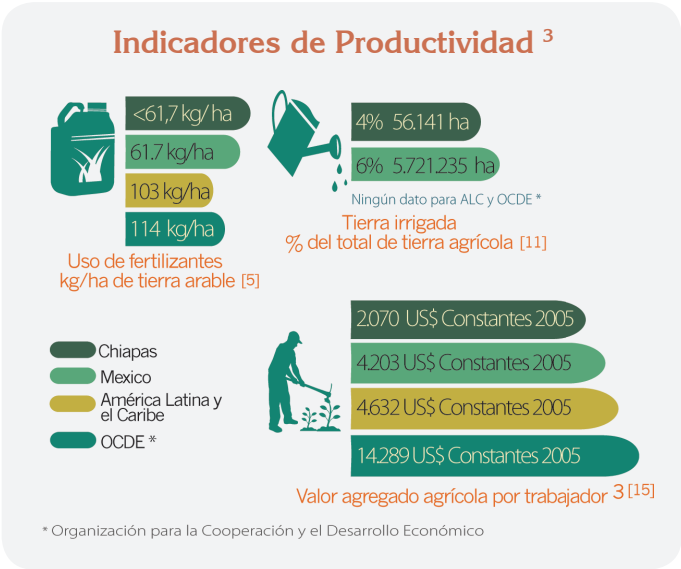 Indicadores de Productividad 3
<61,7 kg/ ha
61.7 kg/ha
103 kg/ha
114 kg/ha
Uso de fertilizantes
kg/ha de tierra arable [5]
4% 56.141 ha
6% 5.721.235 ha
Ningún dato para ALC y OCDE *
Tierra irrigada
% del total de tierra agrícola [11]
Chiapas
Mexico
América Latina y
el Caribe
OCDE *
2.070 US$ Constantes 2005
4.203 US$ Constantes 2005
4.632 US$ Constantes 2005
14.289 US$ Constantes 2005
Valor agregado agrícola por trabajador 3 [15]
* Organización para la Cooperación y el Desarrollo Económico